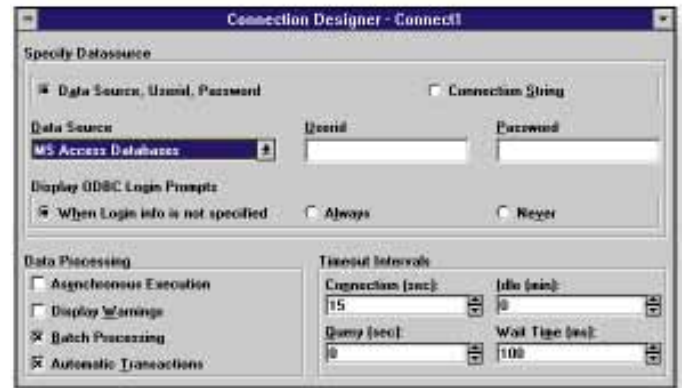 Connection Designer - Connect1
Specify Datasource
Data Source, Userid, Password
Connection String
Data Source
Userid
Password
MS Access Databases
Display ODBC Login Prompts
When Login info is not specified
Always
Never
Data Processing
Timeout Intervals
Asynchronous Execution
Connection (sec):
Idle (min):
15
0
Display Warnings
Batch Processing
Query (sec):
Wait Time (ms):
0
100
Automatic Transactions